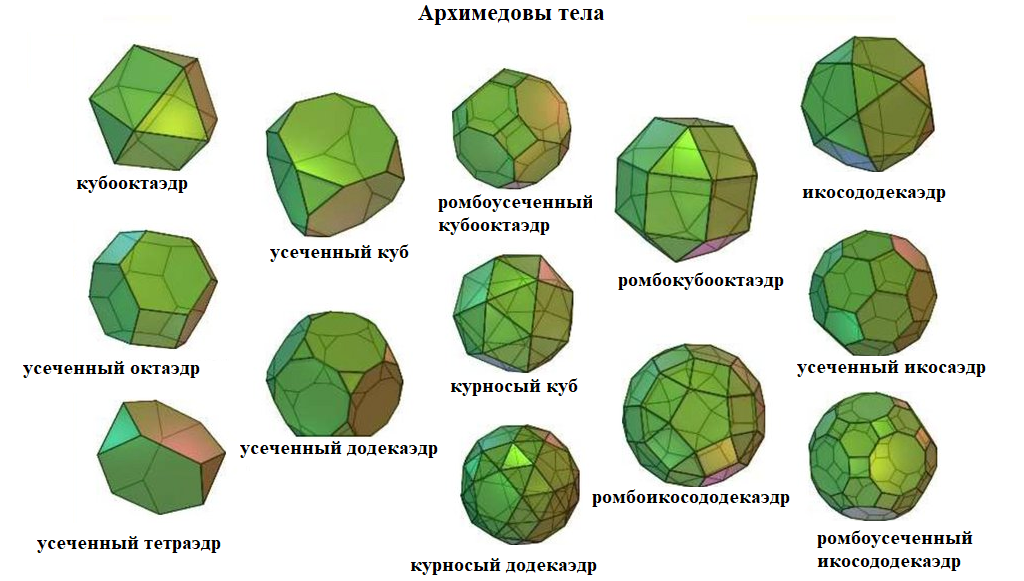 Архимедовы тела
кубооктаэдр
усеченный куб
ромбоусеченный
кубооктаэдр
ромбокубооктаэдр
икосододекаэдр
усеченный октаэдр
усеченный додекаэдр
курносый куб
усеченный икосаэдр
усеченный тетраэдр
курносый додекаэдр
ромбоикосододекаэдр
ромбоусеченный
икосододекаэдр